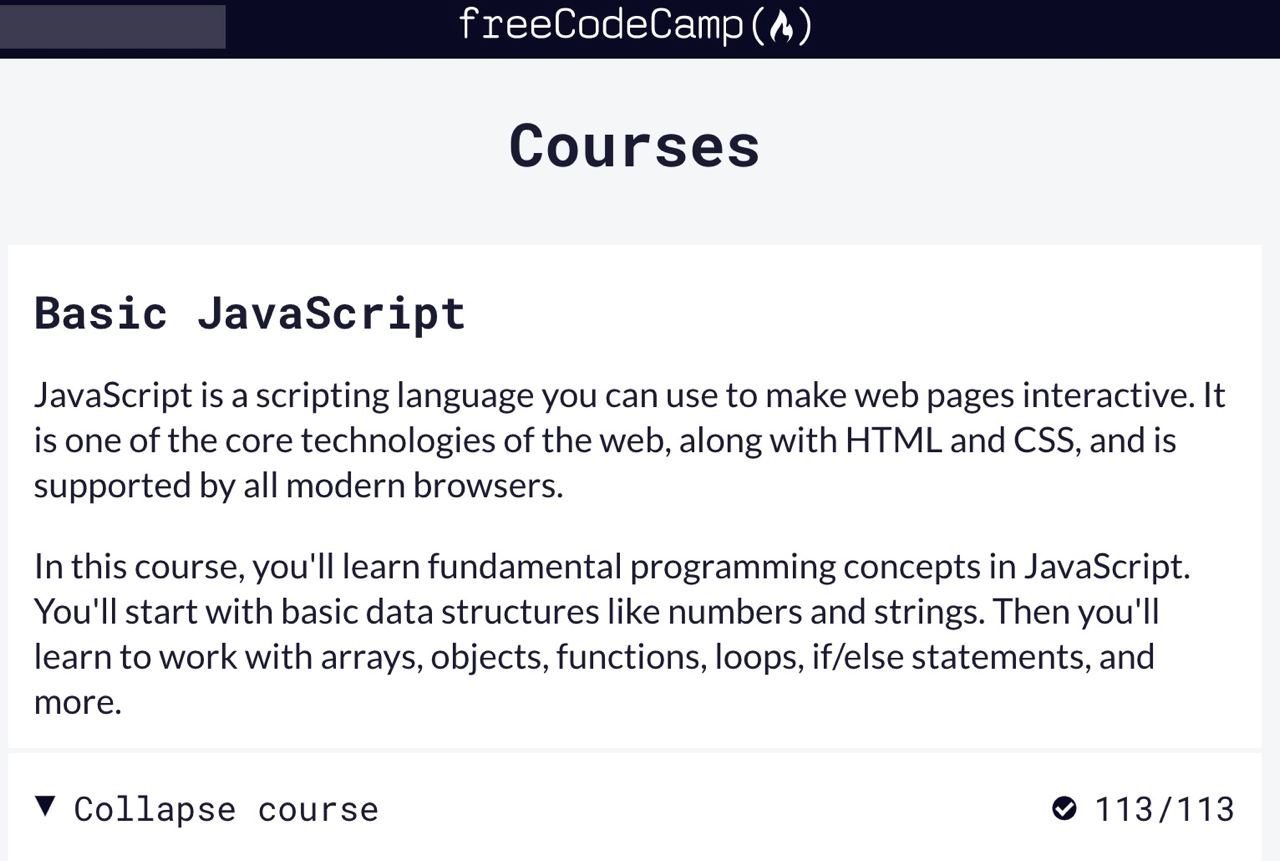 freeCodeCamp
Courses
Basic JavaScript
JavaScript is a scripting language you can use to make web pages interactive. It
is one of the core technologies of the web, along with HTML and CSS, and is
supported by all modern browsers.
In this course, you'll learn fundamental programming concepts in JavaScript.
You'll start with basic data structures like numbers and strings. Then you'll
learn to work with arrays, objects, functions, loops, if/else statements, and
more.
Collapse course 113/113